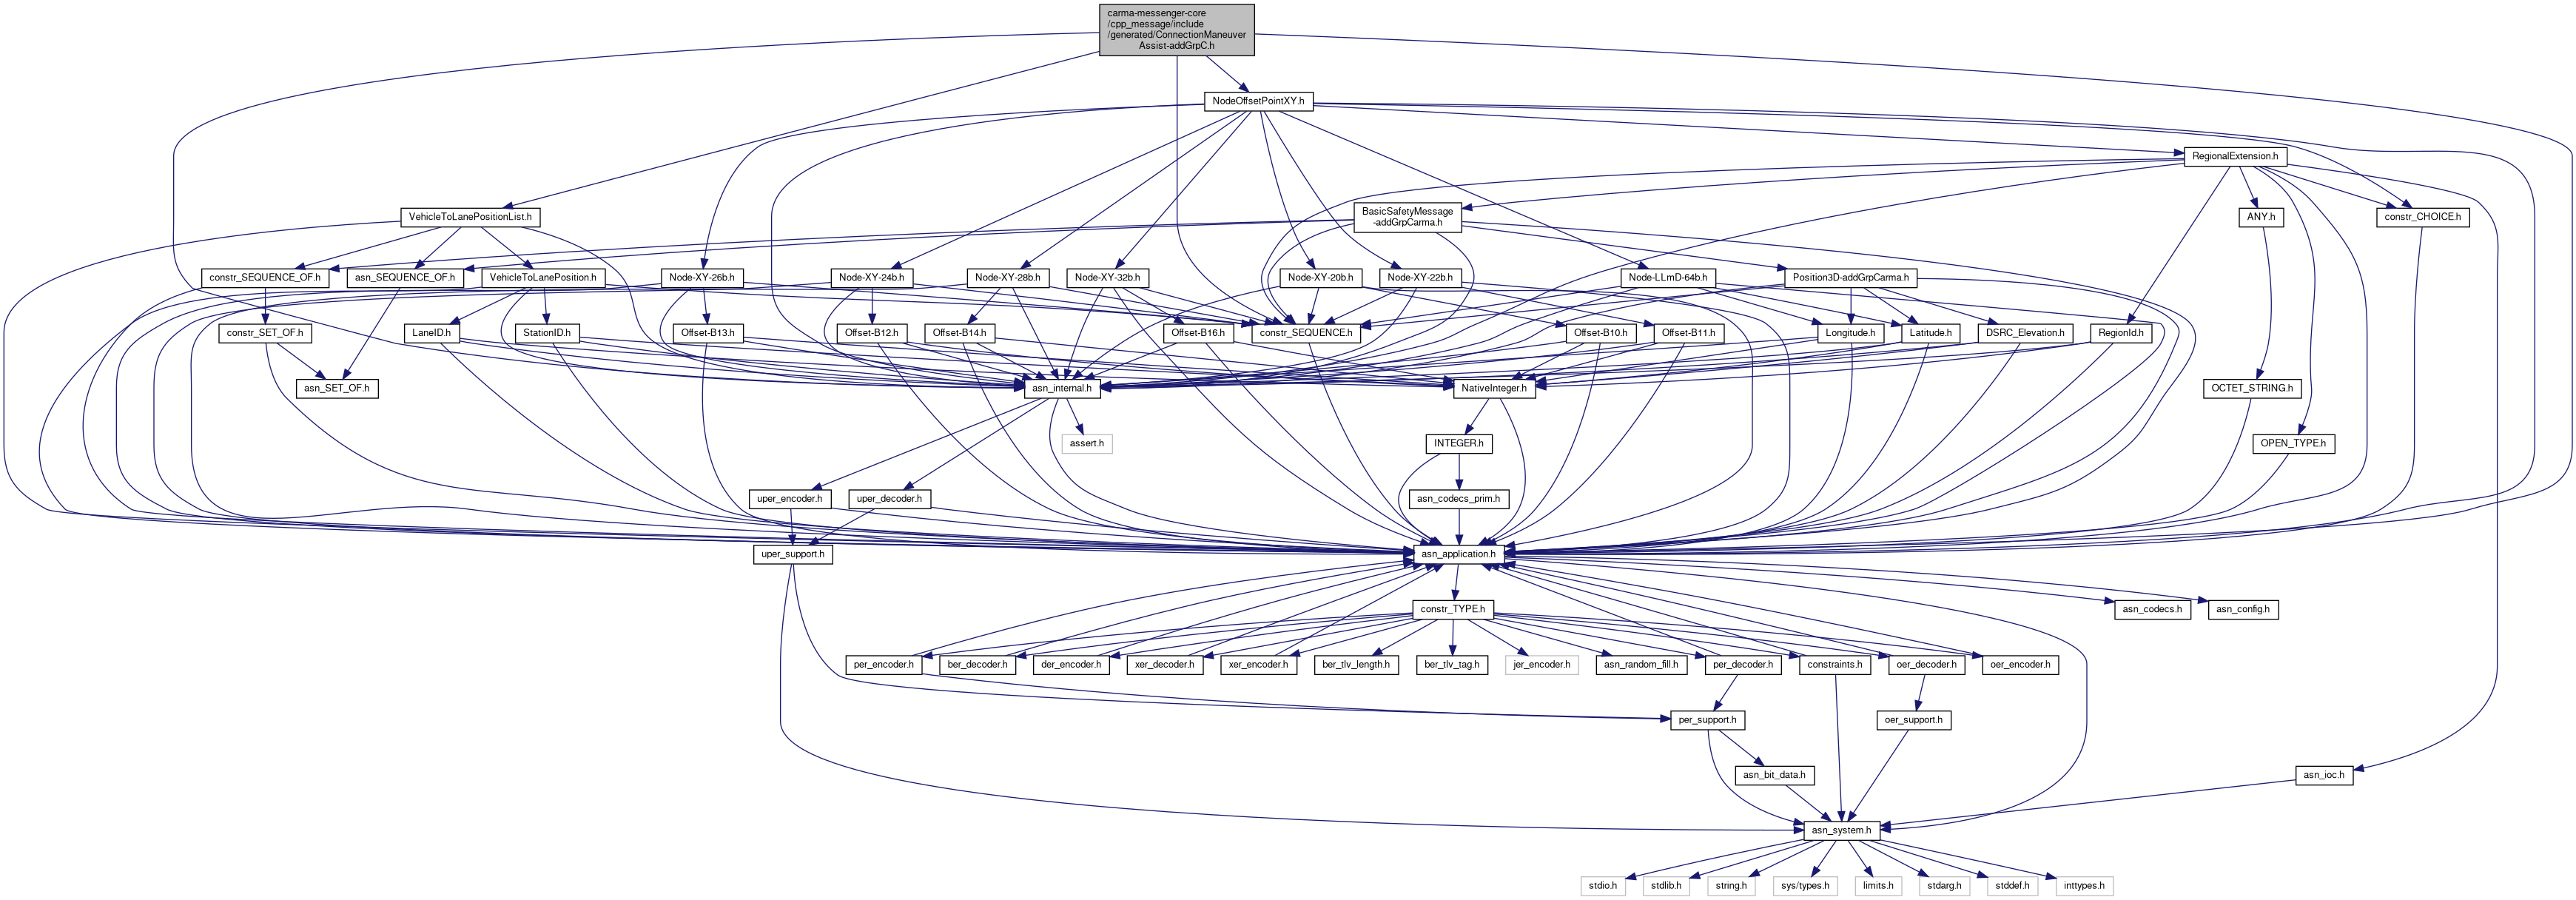 carma-messenger-core
/cpp_message/include
/generated/ConnectionManeuver
Assist-addGrpC.h
NodeOffsetPointXY.h
RegionalExtension.h
VehicleToLanePositionList.h
BasicSafetyMessage
-addGrpCarma.h
ANY.h
constr_CHOICE.h
constr_SEQUENCE_OF.h
asn_SEQUENCE_OF.h
VehicleToLanePosition.h
Node-XY-26b.h
Node-XY-24b.h
Node-XY-28b.h
Node-XY-32b.h
Node-XY-20b.h
Node-XY-22b.h
Node-LLmD-64b.h
Position3D-addGrpCarma.h
constr_SET_OF.h
LaneID.h
StationID.h
Offset-B13.h
Offset-B12.h
Offset-B14.h
Offset-B16.h
constr_SEQUENCE.h
Offset-B10.h
Offset-B11.h
Longitude.h
Latitude.h
DSRC_Elevation.h
RegionId.h
asn_SET_OF.h
asn_internal.h
NativeInteger.h
OCTET_STRING.h
assert.h
INTEGER.h
OPEN_TYPE.h
uper_encoder.h
uper_decoder.h
asn_codecs_prim.h
uper_support.h
asn_application.h
constr_TYPE.h
asn_codecs.h
asn_config.h
per_encoder.h
ber_decoder.h
der_encoder.h
xer_decoder.h
xer_encoder.h
ber_tlv_length.h
ber_tlv_tag.h
jer_encoder.h
asn_random_fill.h
per_decoder.h
constraints.h
oer_decoder.h
oer_encoder.h
per_support.h
oer_support.h
asn_bit_data.h
asn_ioc.h
asn_system.h
stdio.h
stdlib.h
string.h
sys/types.h
limits.h
stdarg.h
stddef.h
inttypes.h